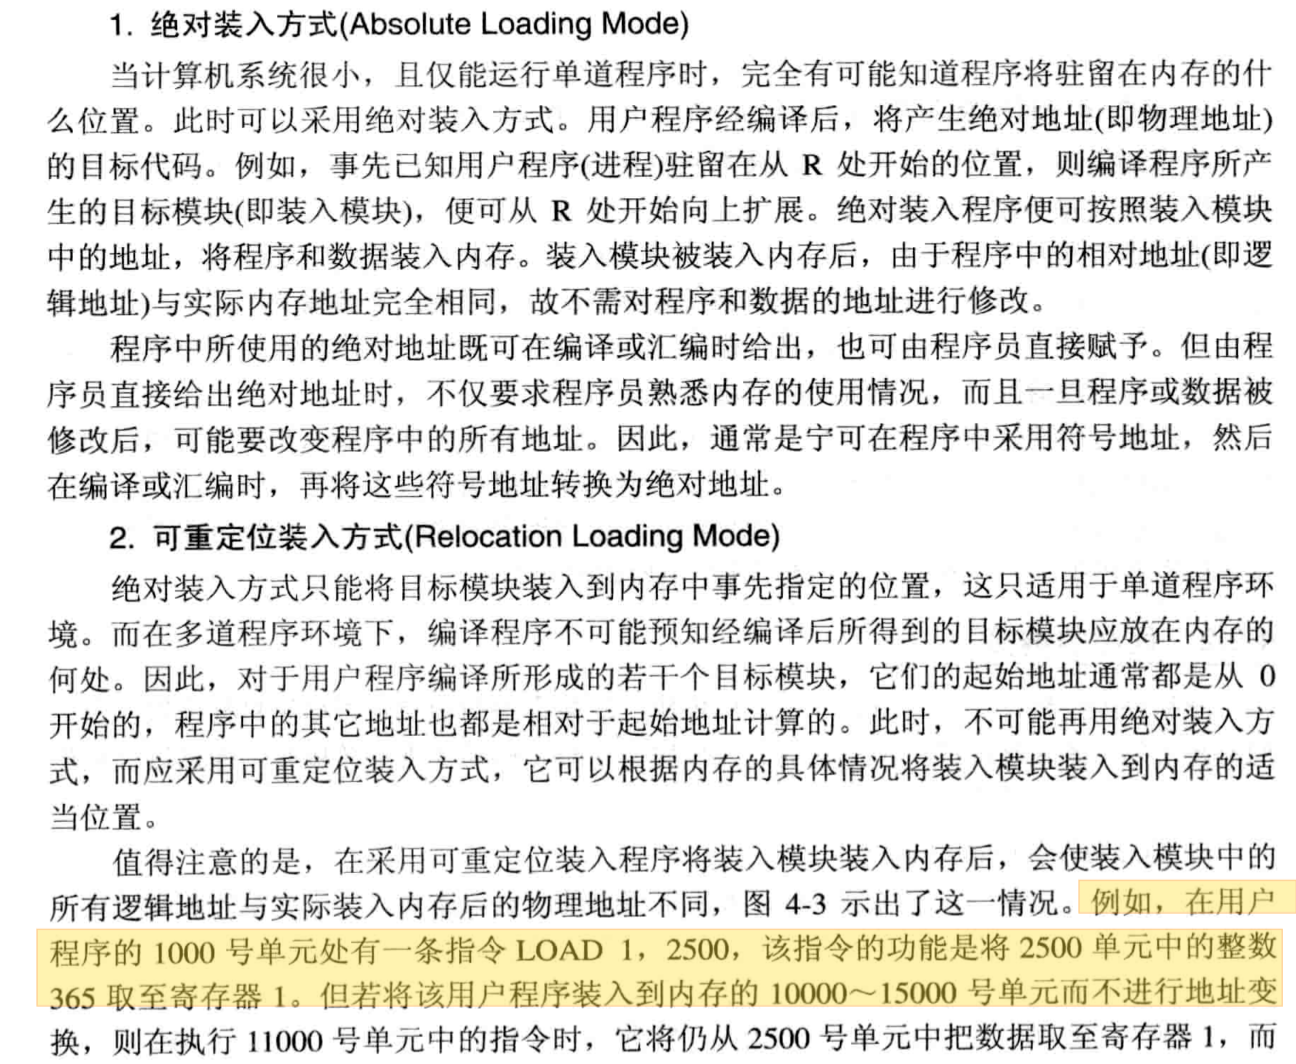 1. 绝对装入方式(Absolute Loading Mode)
当计算机系统很小，且仅能运行单道程序时，完全有可能知道程序将驻留在内存的什
么位置。此时可以采用绝对装入方式。用户程序经编译后，将产生绝对地址(即物理地址)
的目标代码。例如，事先已知用户程序(进程)驻留在从 R 处开始的位置，则编译程序所产
生的目标模块(即装入模块)，便可从 R 处开始向上扩展。绝对装入程序便可按照装入模块
中的地址，将程序和数据装入内存。装入模块被装入内存后，由于程序中的相对地址(即逻
辑地址)与实际内存地址完全相同，故不需对程序和数据的地址进行修改。
程序中所使用的绝对地址既可在编译或汇编时给出，也可由程序员直接赋予。但由程
序员直接给出绝对地址时，不仅要求程序员熟悉内存的使用情况，而且一旦程序或数据被
修改后，可能要改变程序中的所有地址。因此，通常是宁可在程序中采用符号地址，然后
在编译或汇编时，再将这些符号地址转换为绝对地址。
2. 可重定位装入方式(Relocation Loading Mode)
绝对装入方式只能将目标模块装入到内存中事先指定的位置，这只适用于单道程序环
境。而在多道程序环境下，编译程序不可能预知经编译后所得到的目标模块应放在内存的
何处。因此，对于用户程序编译所形成的若干个目标模块，它们的起始地址通常都是从 0
开始的，程序中的其它地址也都是相对于起始地址计算的。此时，不可能再用绝对装入方
式，而应采用可重定位装入方式，它可以根据内存的具体情况将装入模块装入到内存的适
当位置。
值得注意的是，在采用可重定位装入程序将装入模块装入内存后，会使装入模块中的
所有逻辑地址与实际装入内存后的物理地址不同，图 4-3 示出了这一情况。例如，在用户
程序的 1000 号单元处有一条指令 LOAD 1，2500，该指令的功能是将 2500 单元中的整数
365 取至寄存器 1。但若将该用户程序装入到内存的 10000～15000 号单元而不进行地址变
换，则在执行 11000 号单元中的指令时，它将仍从 2500 号单元中把数据取至寄存器 1，而